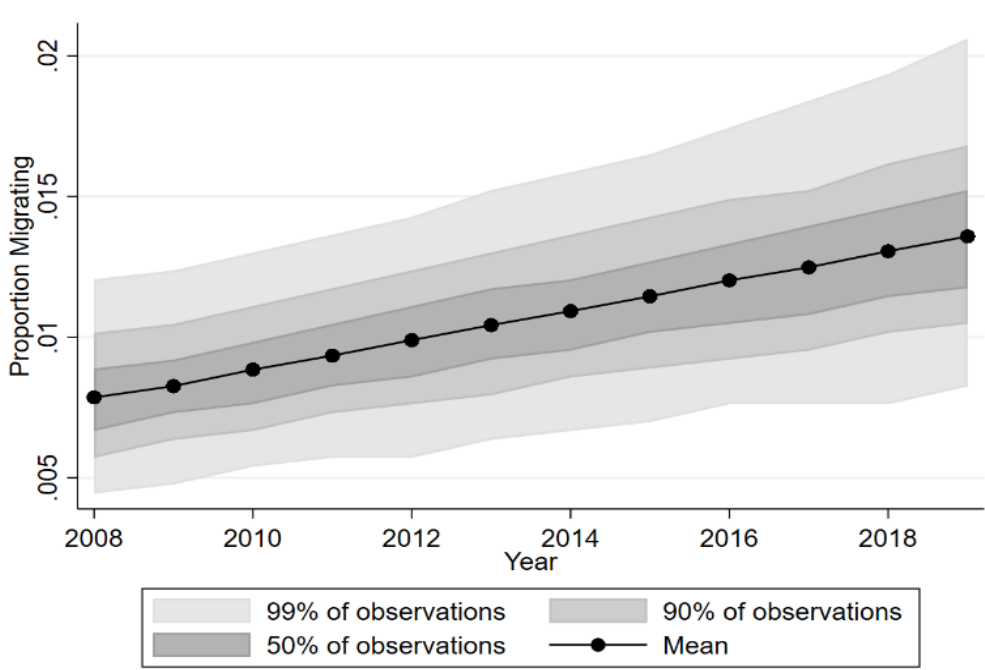 Proportion Migrating
.02
.015
.01
.005
2008 2010 2012 2014 2016 2018
Year
99% of observations 90% of observations
50% of observations Mean